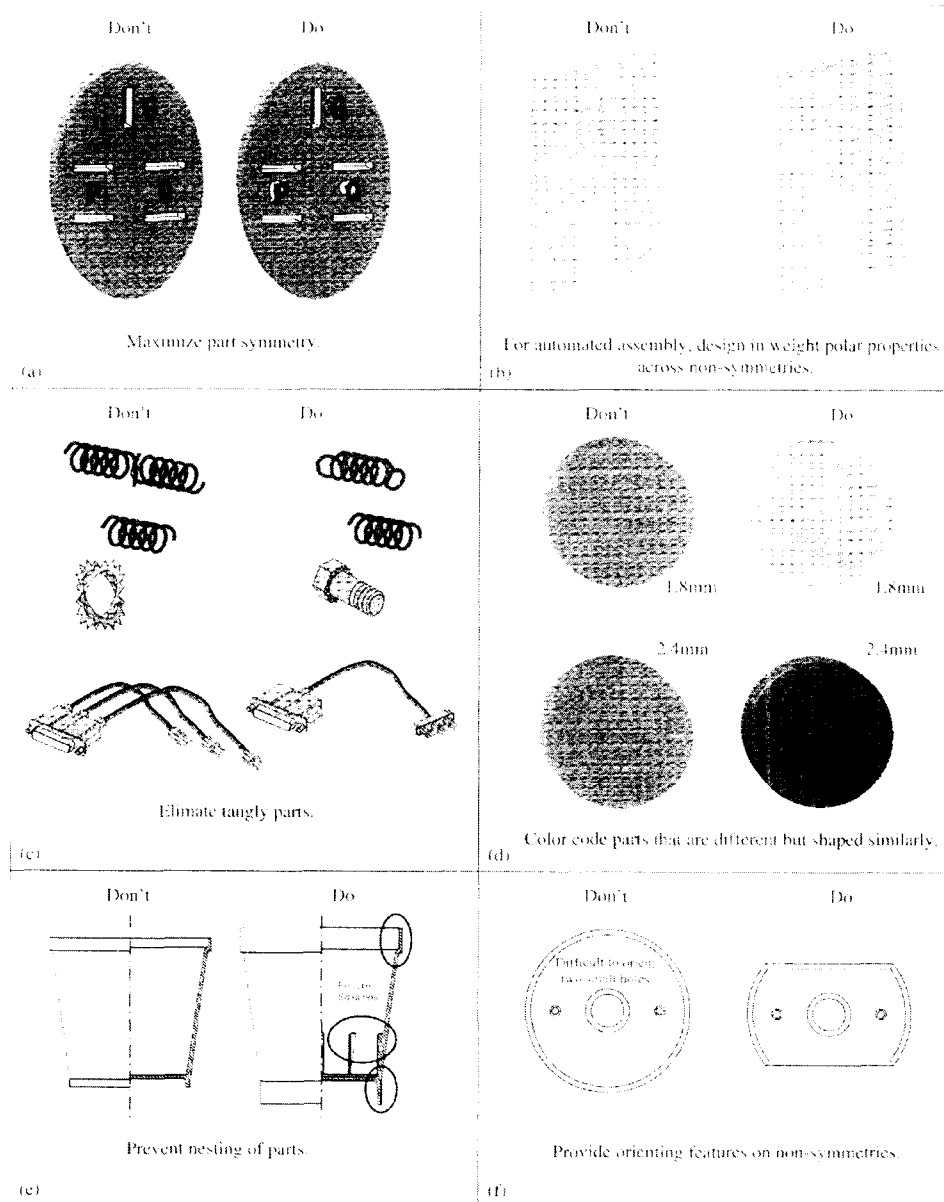 Don't
Do
Maximize part symmetry.
(a)
Don't
Do
For automated assembly, design in weight polar properties
across non-symmetries.
(b)
Don't
Do
Elimate tangly parts.
(c)
Don't
Do
1.8mm
1.8mm
2.4mm
2.4mm
Color code parts that are different but shaped similarly.
(d)
Don't
Do
Prevent nesting of parts.
(e)
Don't
Do
Difficult to orient
two small holes
Provide orienting features on non-symmetries.
(f)